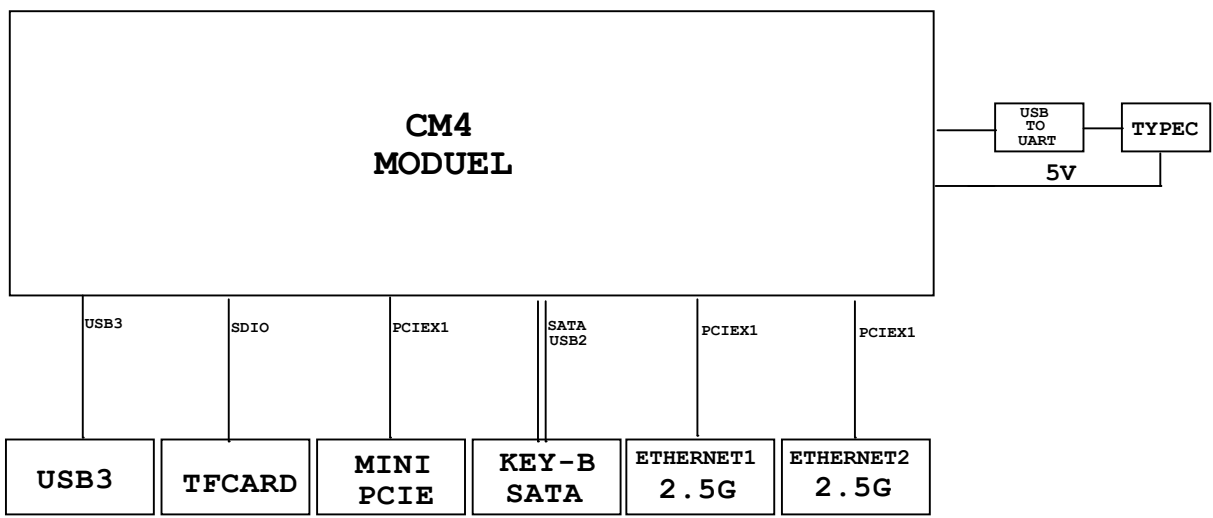 CM4
MODUEL
USB
TO
UART
TYPEC
5V
USB3
SDIO
PCIEX1
SATA
USB2
PCIEX1
PCIEX1
USB3
TFCARD
MINI
PCIE
KEY-B
SATA
ETHERNET1
2.5G
ETHERNET2
2.5G